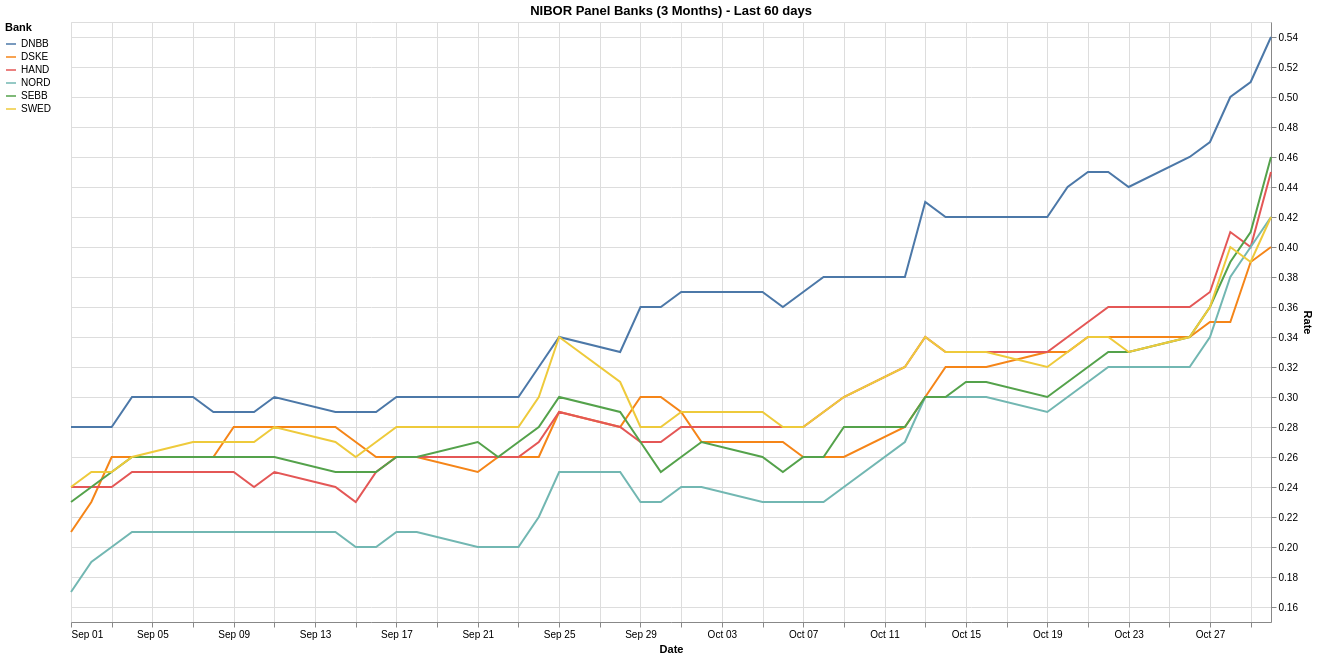 NIBOR Panel Banks (3 Months) - Last 60 days
Bank
DNBB
DSKE
HAND
NORD
SEBB
SWED
0.54
0.52
0.50
0.48
0.46
0.44
0.42
0.40
0.38
0.36
0.34
0.32
0.30
0.28
0.26
0.24
0.22
0.20
0.18
0.16
Rate
Sep 01 Sep 05 Sep 09 Sep 13 Sep 17 Sep 21 Sep 25 Sep 29 Oct 03 Oct 07 Oct 11 Oct 15 Oct 19 Oct 23 Oct 27
Date